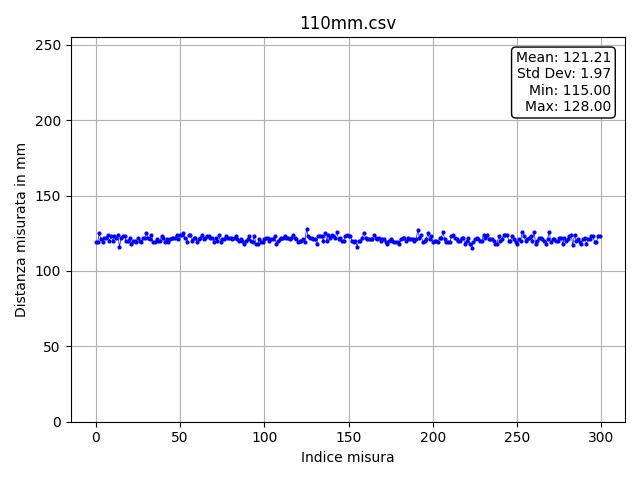 110mm.csv
Mean: 121.21
Std Dev: 1.97
Min: 115.00
Max: 128.00
Distanza misurata in mm
250
200
150
100
50
0
0 50 100 150 200 250 300
Indice misura